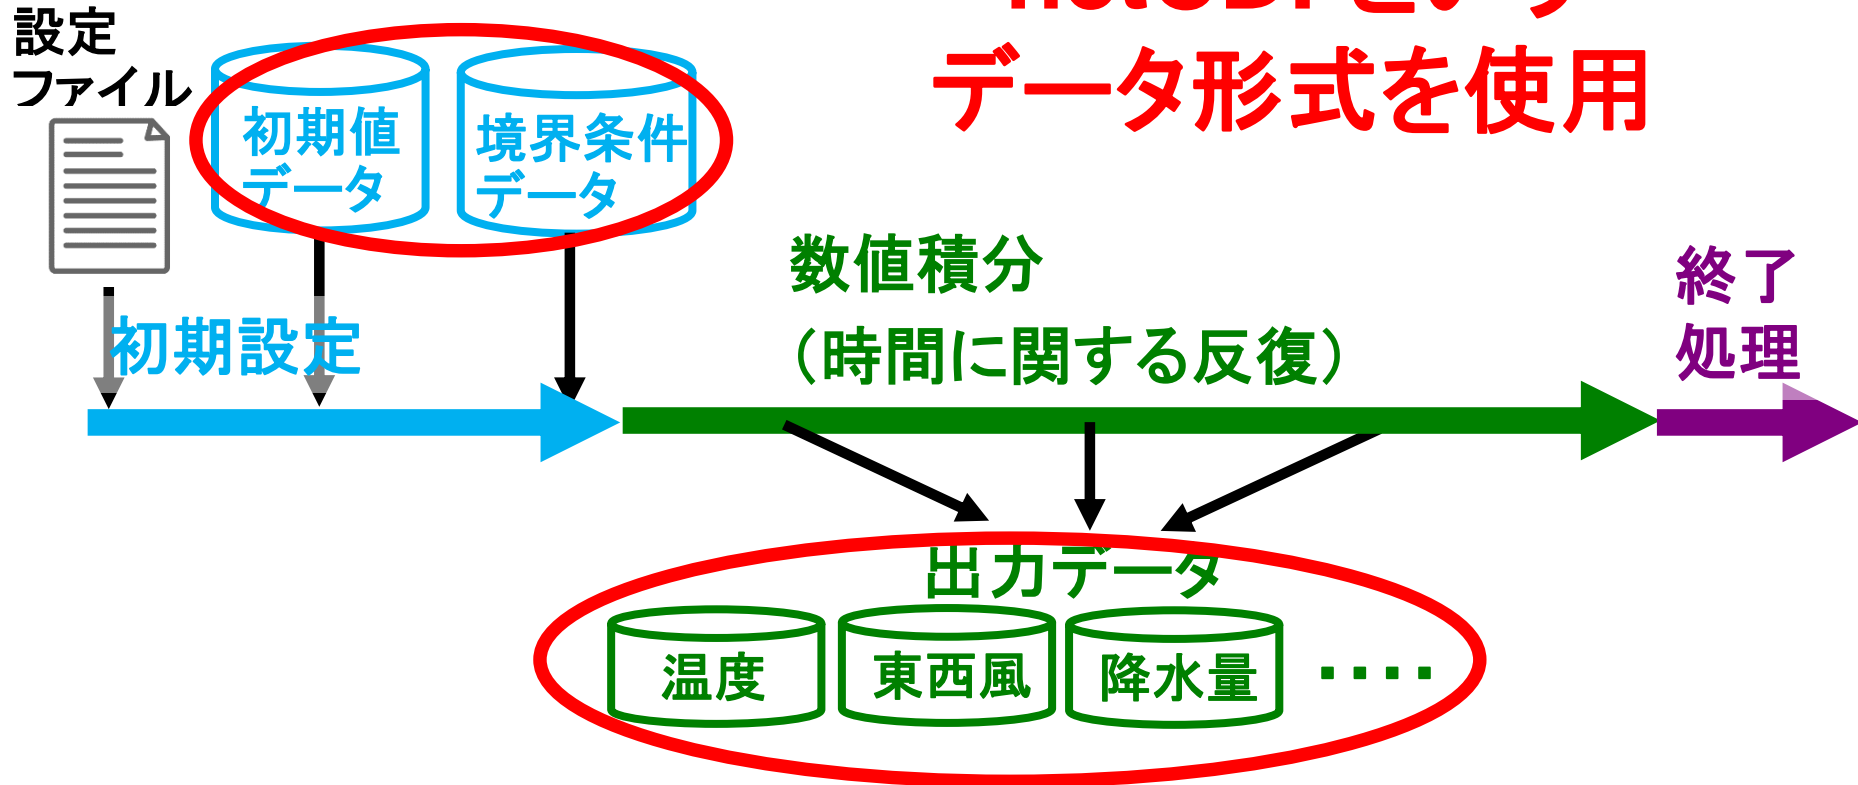 設定
ファイル
データ形式を使用
初期値
データ
境界条件
データ
数値積分
（時間に関する反復）
終了
処理
初期設定
出力データ
温度
東西風
降水量
････